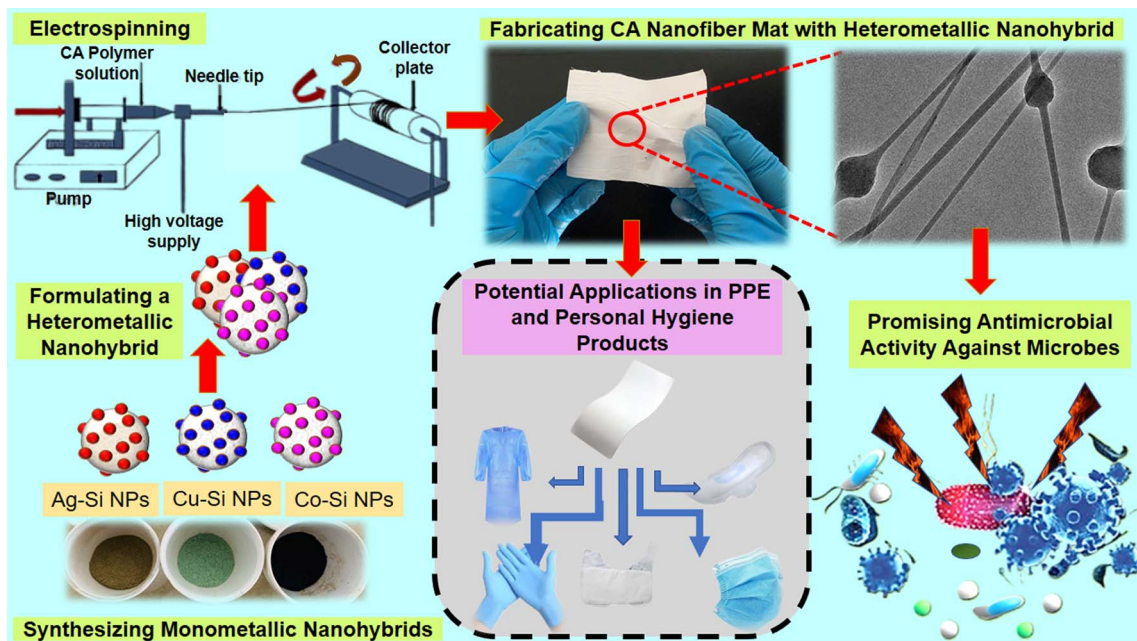 Electrospinning
CA Polymer
solution
Needle tip
Collector
plate
Pump
High voltage
supply
Fabricating CA Nanofiber Mat with Heterometallic Nanohybrid
Formulating a
Heterometallic
Nanohybrid
Ag-Si NPs
Cu-Si NPs
Co-Si NPs
Synthesizing Monometallic Nanohybrids
Potential Applications in PPE
and Personal Hygiene
Products
Promising Antimicrobial
Activity Against Microbes